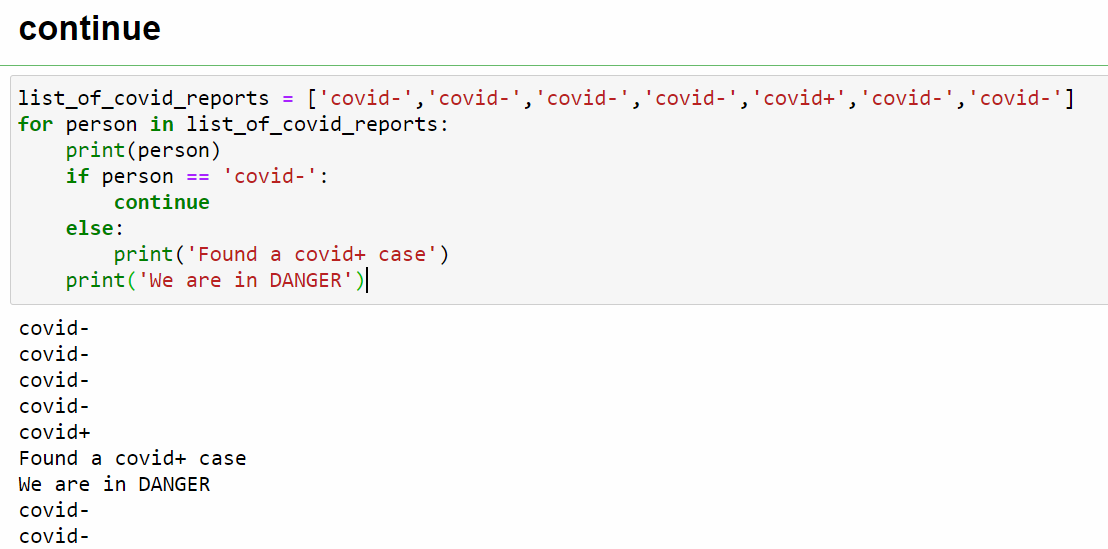 continue
list_of_covid_reports = ['covid-','covid-','covid-','covid-','covid+','covid-','covid-']
for person in list_of_covid_reports:
    print(person)
    if person == 'covid-':
        continue
    else:
        print('Found a covid+ case')
    print('We are in DANGER')
covid-
covid-
covid-
covid-
covid+
Found a covid+ case
We are in DANGER
covid-
covid-